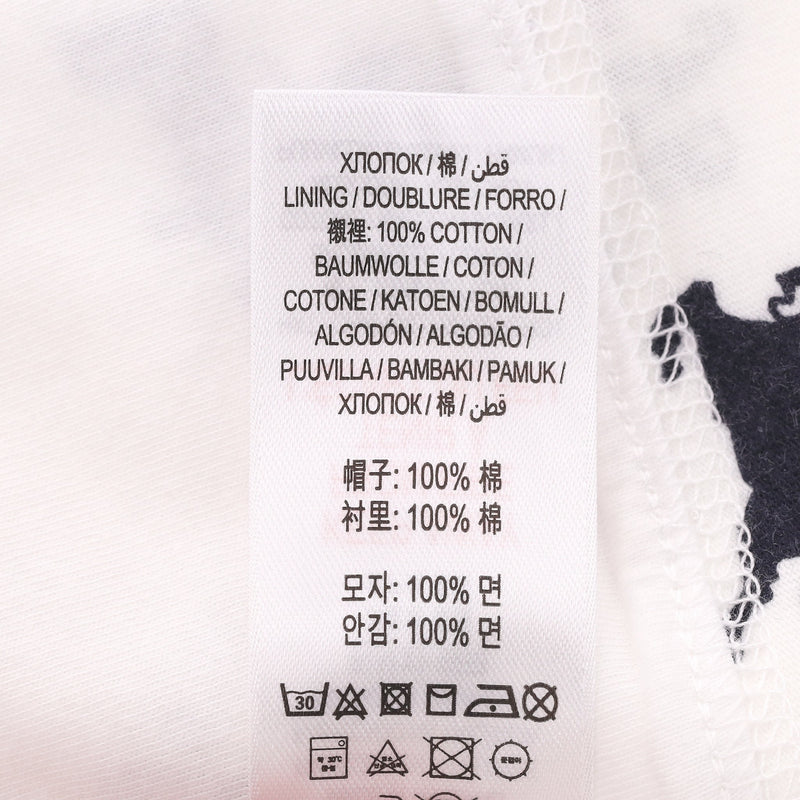 ХЛОПОК / 棉 / قطن
LINING / DOUBLURE / FORRO /
襯裡: 100% COTTON /
BAUMWOLLE / COTON /
COTONE / KATOEN / BOMULL /
ALGODÓN / ALGODÃO /
PUUVILLA / BAMBAKI / PAMUK /
ХЛОПОК / 棉 / قطن
帽子: 100% 棉
衬里: 100% 棉
모자: 100% 면
안감: 100% 면
30
약 30℃